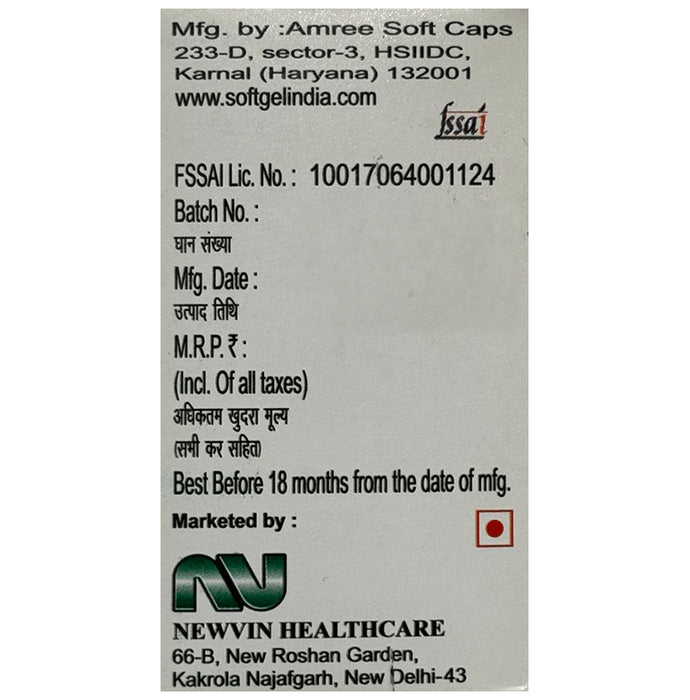 Mfg. by :Amree Soft Caps
233-D, sector-3, HSIIDC,
Karnal (Haryana) 132001
www.softgelindia.com
fssai
FSSAI Lic. No. : 10017064001124
Batch No. :
घान संख्या
Mfg. Date :
उत्पाद तिथि
M.R.P. ₹ :
(Incl. Of all taxes)
अधिकतम खुदरा मूल्य
(सभी कर सहित)
Best Before 18 months from the date of mfg.
Marketed by :
NV
NEWVIN HEALTHCARE
66-B, New Roshan Garden,
Kakrola Najafgarh, New Delhi-43